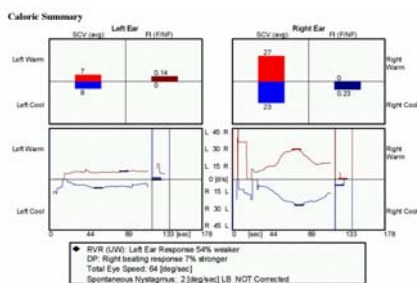 Caloric Summary
Left Ear
Right Ear
SCV (avg) FI (F/NF)
SCV (avg) FI (F/NF)
Left Warm
7
0.14
27
0
Right Warm
Left Cool
6
0
23
0.23
Right Cool
Left Warm
L 45 R
L 30 R
L 15 R
0 [d/s]
R 15 L
R 30 L
R 45 L
Right Warm
Left Cool
Right Cool
0 44 [sec] 133 178
0 [sec] 44 133 178
RVR (UW): Left Ear Response 54% weaker
DP: Right beating response 7% stronger
Total Eye Speed: 64 [deg/sec]
Spontaneous Nystagmus: 2 [deg/sec] LB NOT Corrected